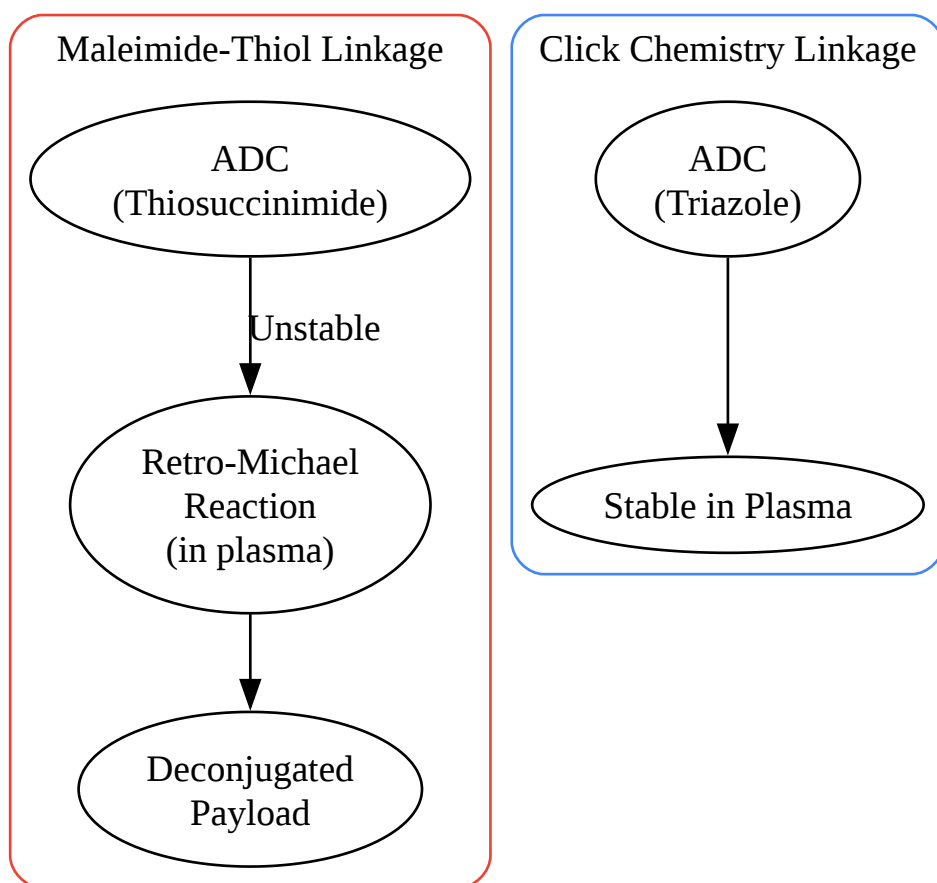 Maleimide-Thiol Linkage
ADC
(Thiosuccinimide)
Unstable
Retro-Michael
Reaction
(in plasma)
Deconjugated
Payload
Click Chemistry Linkage
ADC
(Triazole)
Stable in Plasma